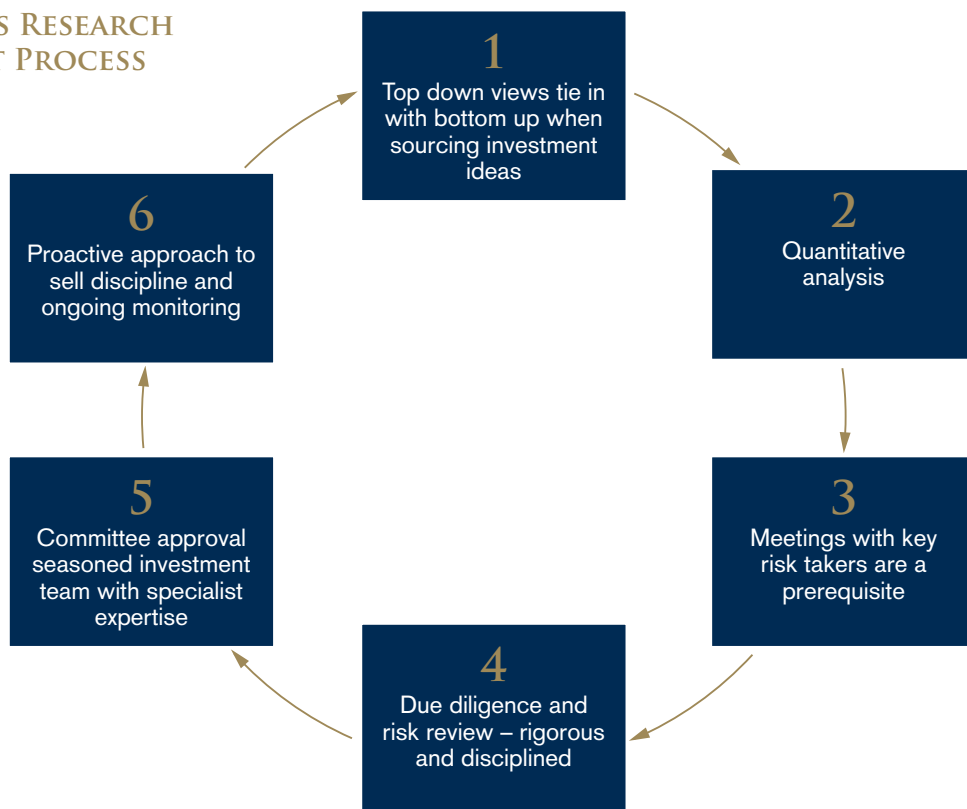 S RESEARCH
T PROCESS
1
Top down views tie in
with bottom up when
sourcing investment
ideas
2
Quantitative
analysis
3
Meetings with key
risk takers are a
prerequisite
4
Due diligence and
risk review – rigorous
and disciplined
5
Committee approval
seasoned investment
team with specialist
expertise
6
Proactive approach to
sell discipline and
ongoing monitoring